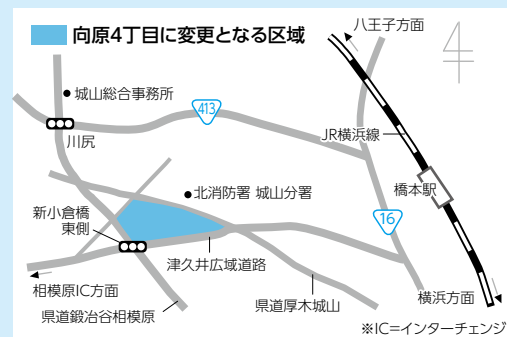 向原4丁目に変更となる区域
八王子方面
4
城山総合事務所
413
川尻
JR横浜線
北消防署 城山分署
橋本駅
新小倉橋
東側
16
津久井広域道路
相模原IC方面
県道厚木城山
横浜方面
県道鍛冶谷相模原
※IC=インターチェンジ